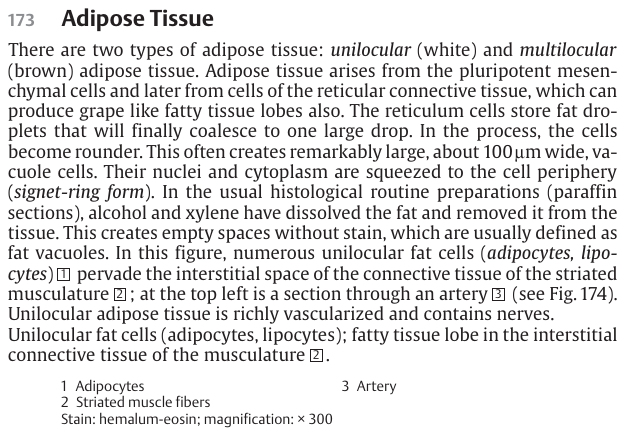 173 Adipose Tissue
There are two types of adipose tissue: unilocular (white) and multilocular
(brown) adipose tissue. Adipose tissue arises from the pluripotent mesen-
chymal cells and later from cells of the reticular connective tissue, which can
produce grape like fatty tissue lobes also. The reticulum cells store fat dro-
plets that will finally coalesce to one large drop. In the process, the cells
become rounder. This often creates remarkably large, about 100 µm wide, va-
cuole cells. Their nuclei and cytoplasm are squeezed to the cell periphery
(signet-ring form). In the usual histological routine preparations (paraffin
sections), alcohol and xylene have dissolved the fat and removed it from the
tissue. This creates empty spaces without stain, which are usually defined as
fat vacuoles. In this figure, numerous unilocular fat cells (adipocytes, lipo-
cytes) 1 pervade the interstitial space of the connective tissue of the striated
musculature 2 ; at the top left is a section through an artery 3 (see Fig. 174).
Unilocular adipose tissue is richly vascularized and contains nerves.
Unilocular fat cells (adipocytes, lipocytes); fatty tissue lobe in the interstitial
connective tissue of the musculature 2 .
1 Adipocytes 3 Artery
2 Striated muscle fibers
Stain: hemalum-eosin; magnification: × 300